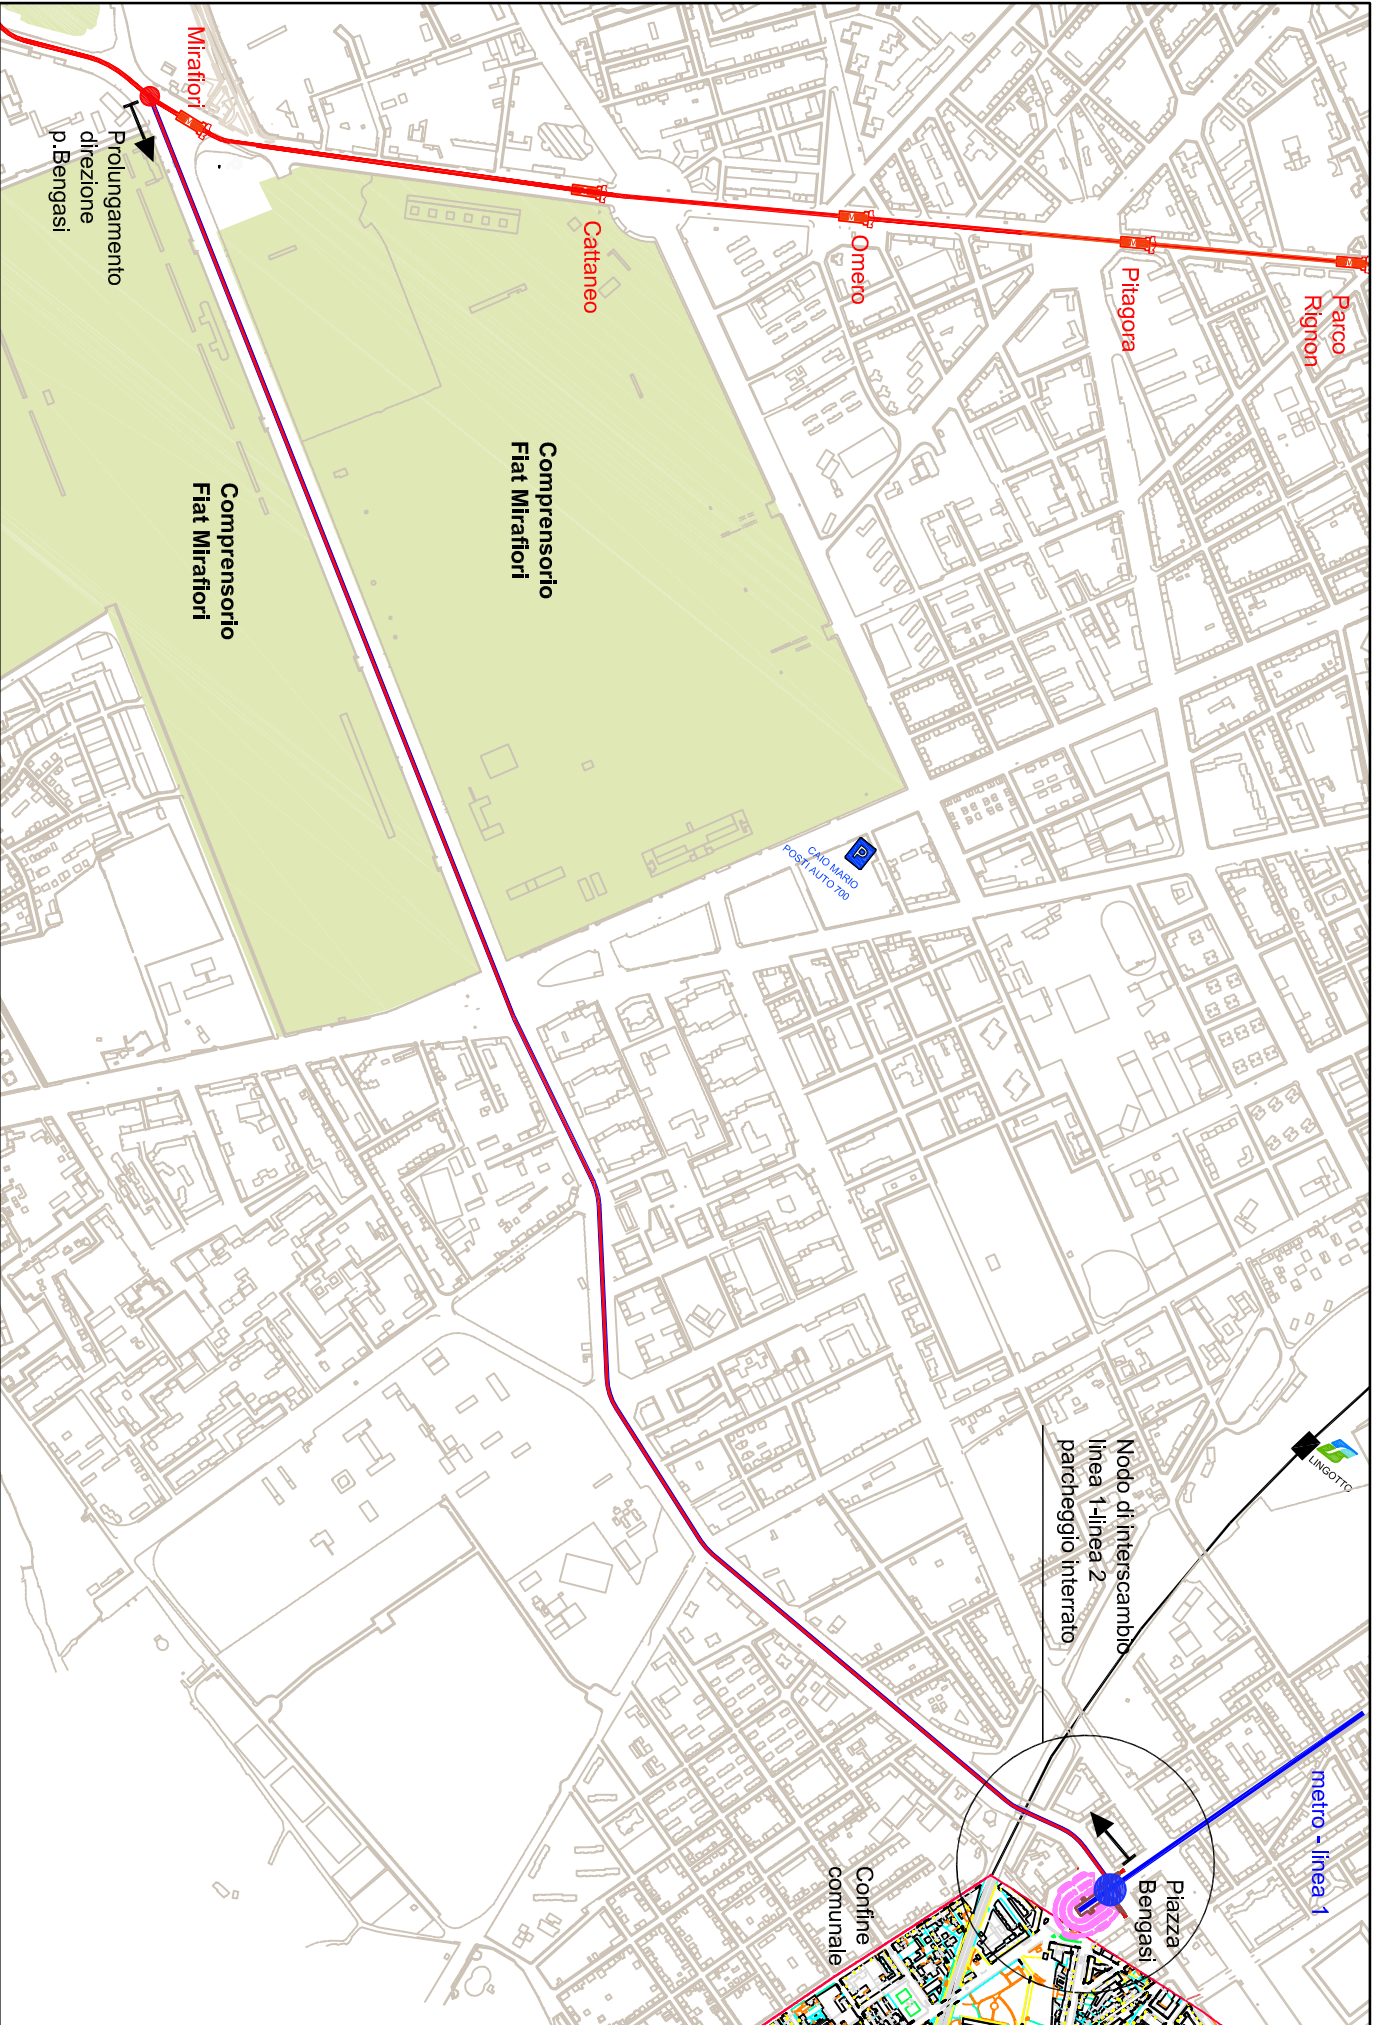 Parco
Rignon
Pitagora
Omero
Cattaneo
Mirafiori
Prolungamento
direzione
p.Bengasi
Comprensorio
Fiat Mirafiori
Comprensorio
Fiat Mirafiori
P
CAIO MARIO
POSTI AUTO 700
LINGOTTO
Nodo di interscambio
linea 1-linea 2
parcheggio interrato
metro - linea 1
Piazza
Bengasi
Confine
comunale
M
M
M
M
M